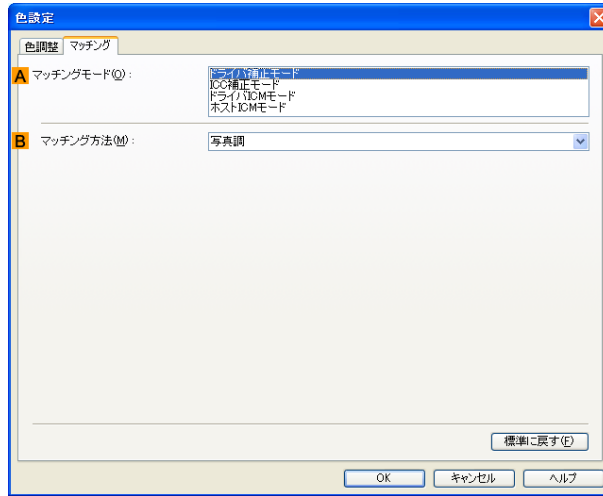 色設定
色調整 マッチング
A マッチングモード(O):
ドライバ補正モード
ICC補正モード
ドライバICMモード
ホストICMモード
B マッチング方法(M): 写真調
標準に戻す(F)
OK キャンセル ヘルプ